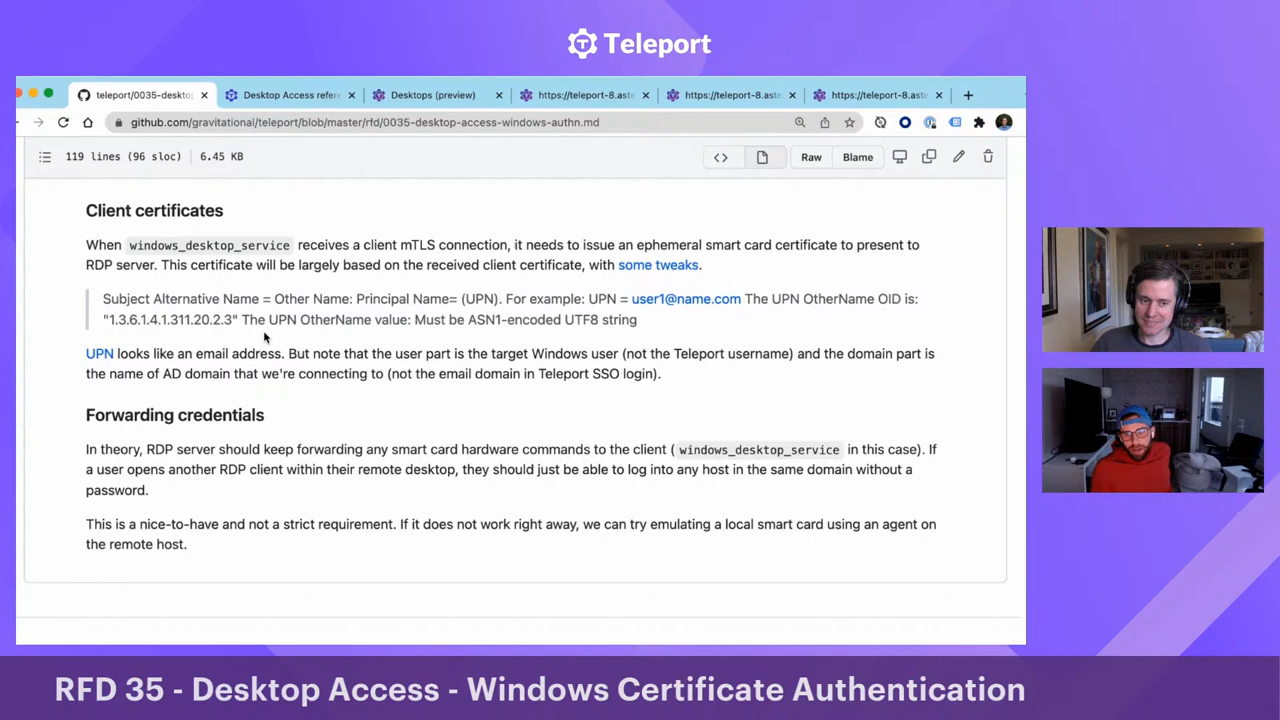 Teleport
teleport/0035-desktop
Desktop Access refere
Desktops (preview)
https://teleport-8.aste
https://teleport-8.aste
https://teleport-8.aste
github.com/gravitational/teleport/blob/master/rfd/0035-desktop-access-windows-authn.md
119 lines (96 sloc) 6.45 KB
Raw
Blame
Client certificates
When windows_desktop_service receives a client mTLS connection, it needs to issue an ephemeral smart card certificate to present to
RDP server. This certificate will be largely based on the received client certificate, with some tweaks.
Subject Alternative Name = Other Name: Principal Name= (UPN). For example: UPN = user1@name.com The UPN OtherName OID is:
"1.3.6.1.4.1.311.20.2.3" The UPN OtherName value: Must be ASN1-encoded UTF8 string
UPN looks like an email address. But note that the user part is the target Windows user (not the Teleport username) and the domain part is
the name of AD domain that we're connecting to (not the email domain in Teleport SSO login).
Forwarding credentials
In theory, RDP server should keep forwarding any smart card hardware commands to the client ( windows_desktop_service in this case). If
a user opens another RDP client within their remote desktop, they should just be able to log into any host in the same domain without a
password.
This is a nice-to-have and not a strict requirement. If it does not work right away, we can try emulating a local smart card using an agent on
the remote host.
RFD 35 - Desktop Access - Windows Certificate Authentication